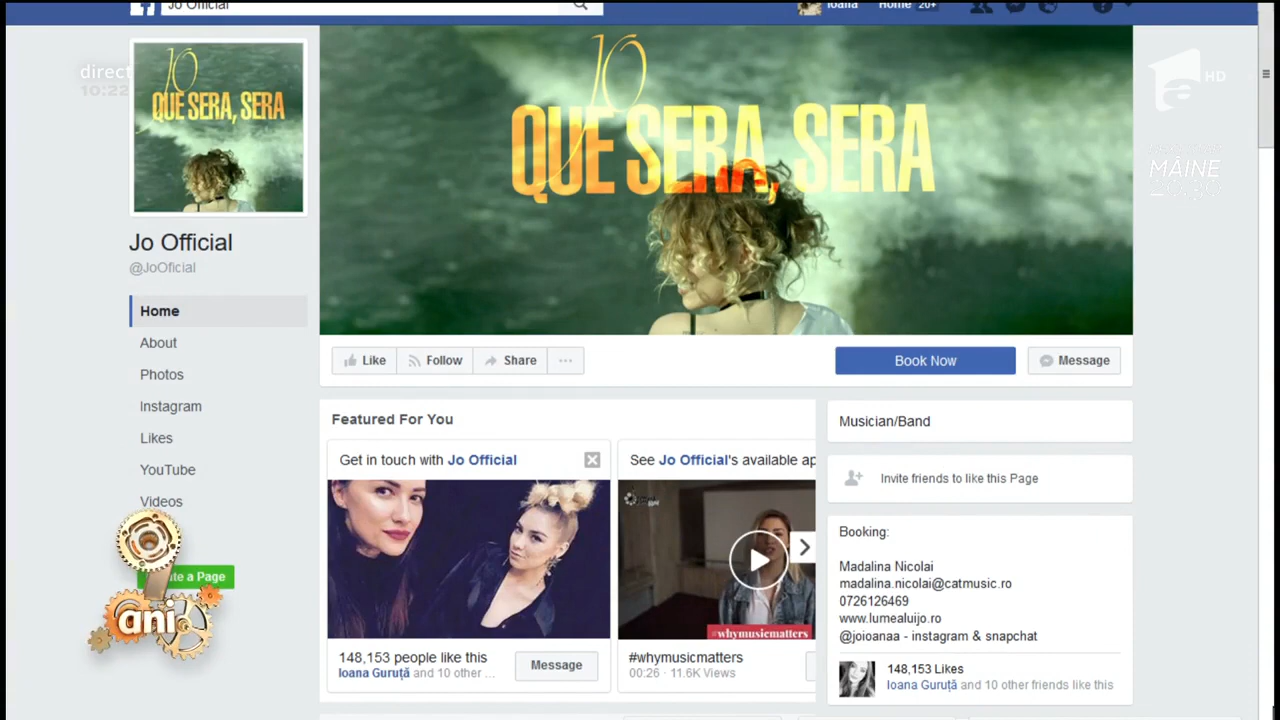 Jo Official
Ioana
Home 20+
direct
10:22
JO
QUE SERA, SERA
JO
QUE SERA, SERA
HD
MÂINE
20:30
Jo Official
@JoOficial
Home
About
Photos
Instagram
Likes
YouTube
Videos
te a Page
9
ani
Like
Follow
Share
Book Now
Message
Featured For You
Get in touch with Jo Official
148,153 people like this
Ioana Guruță and 10 other ...
Message
See Jo Official's available ap
#whymusicmatters
#whymusicmatters
00:26 · 11.6K Views
Musician/Band
Invite friends to like this Page
Booking:
Madalina Nicolai
madalina.nicolai@catmusic.ro
0726126469
www.lumealuijo.ro
@joioanaa - instagram & snapchat
148,153 Likes
Ioana Guruță and 10 other friends like this